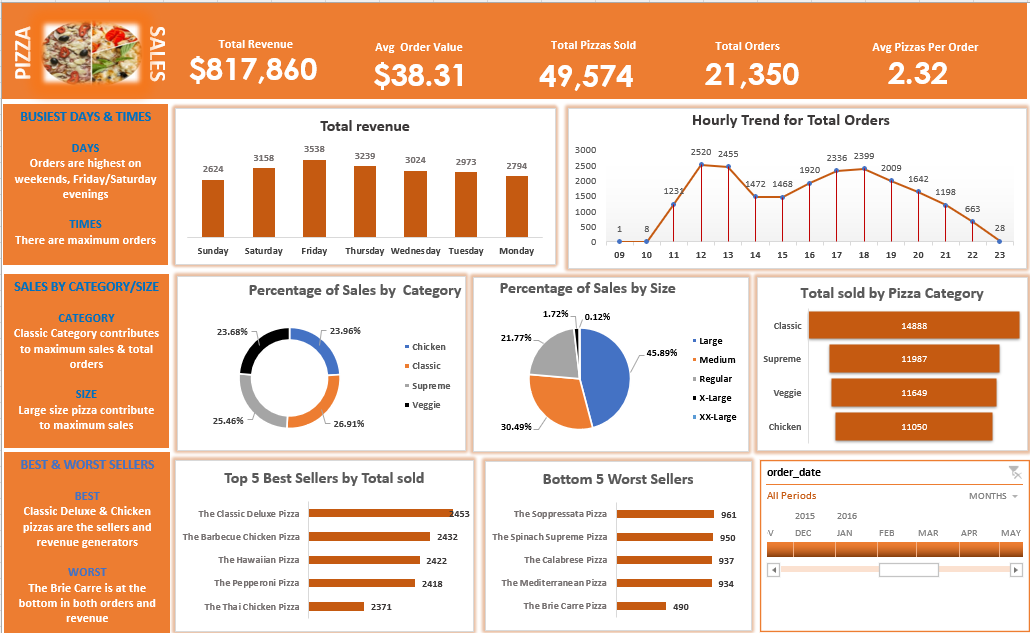 PIZZA
SALES
Total Revenue
$817,860
Avg Order Value
$38.31
Total Pizzas Sold
49,574
Total Orders
21,350
Avg Pizzas Per Order
2.32
BUSIEST DAYS & TIMES
DAYS
Orders are highest on
weekends, Friday/Saturday
evenings
TIMES
There are maximum orders
Total revenue
2624
3158
3538
3239
3024
2973
2794
Sunday
Saturday
Friday
Thursday
Wednesday
Tuesday
Monday
Hourly Trend for Total Orders
3000
2500
2000
1500
1000
500
0
1
8
1231
2520
2455
1472
1468
1920
2336
2399
2009
1642
1198
663
28
09
10
11
12
13
14
15
16
17
18
19
20
21
22
23
SALES BY CATEGORY/SIZE
CATEGORY
Classic Category contributes
to maximum sales & total
orders
SIZE
Large size pizza contribute
to maximum sales
Percentage of Sales by Category
23.68%
23.96%
25.46%
26.91%
Chicken
Classic
Supreme
Veggie
Percentage of Sales by Size
1.72%
0.12%
21.77%
45.89%
30.49%
Large
Medium
Regular
X-Large
XX-Large
Total sold by Pizza Category
Classic
14888
Supreme
11987
Veggie
11649
Chicken
11050
BEST & WORST SELLERS
BEST
Classic Deluxe & Chicken
pizzas are the sellers and
revenue generators
WORST
The Brie Carre is at the
bottom in both orders and
revenue
Top 5 Best Sellers by Total sold
The Classic Deluxe Pizza
2453
The Barbecue Chicken Pizza
2432
The Hawaiian Pizza
2422
The Pepperoni Pizza
2418
The Thai Chicken Pizza
2371
Bottom 5 Worst Sellers
The Soppressata Pizza
961
The Spinach Supreme Pizza
950
The Calabrese Pizza
937
The Mediterranean Pizza
934
The Brie Carre Pizza
490
order_date
All Periods
MONTHS
2015
2016
V
DEC
JAN
FEB
MAR
APR
MAY